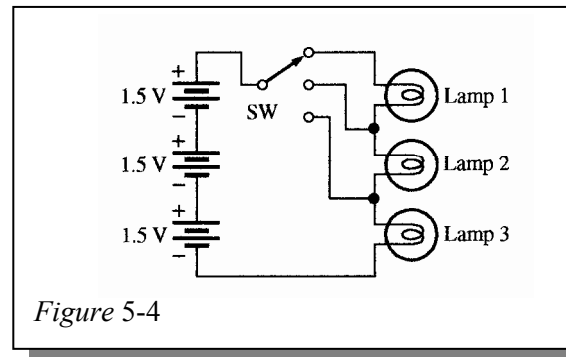 +
1.5 V
−
SW
Lamp 1
+
1.5 V
−
Lamp 2
+
1.5 V
−
Lamp 3
Figure 5-4